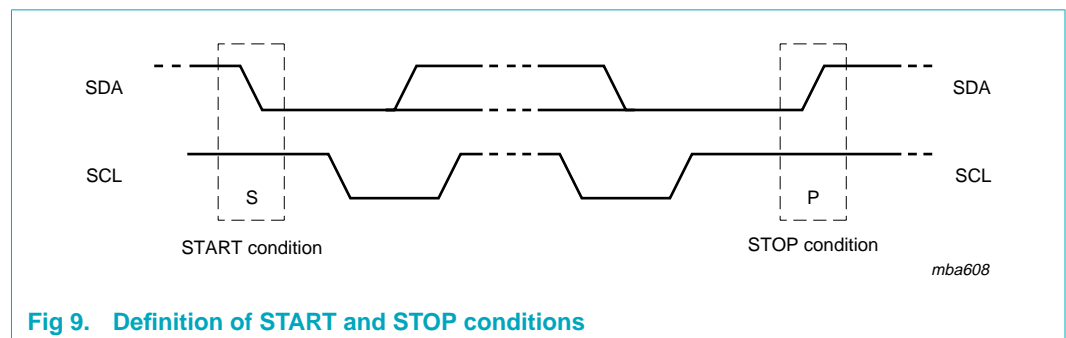 SDA
SDA
SCL
SCL
S
P
START condition
STOP condition
mba608
Fig 9. Definition of START and STOP conditions